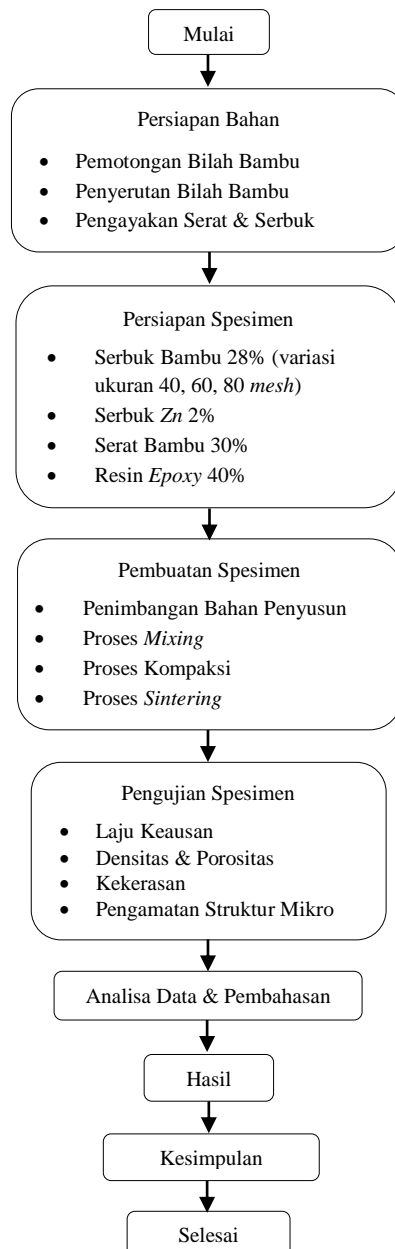 Mulai
Persiapan Bahan
• Pemotongan Bilah Bambu
• Penyerutan Bilah Bambu
• Pengayakan Serat & Serbuk
Persiapan Spesimen
• Serbuk Bambu 28% (variasi
ukuran 40, 60, 80 mesh)
• Serbuk Zn 2%
• Serat Bambu 30%
• Resin Epoxy 40%
Pembuatan Spesimen
• Penimbangan Bahan Penyusun
• Proses Mixing
• Proses Kompaksi
• Proses Sintering
Pengujian Spesimen
• Laju Keausan
• Densitas & Porositas
• Kekerasan
• Pengamatan Struktur Mikro
Analisa Data & Pembahasan
Hasil
Kesimpulan
Selesai